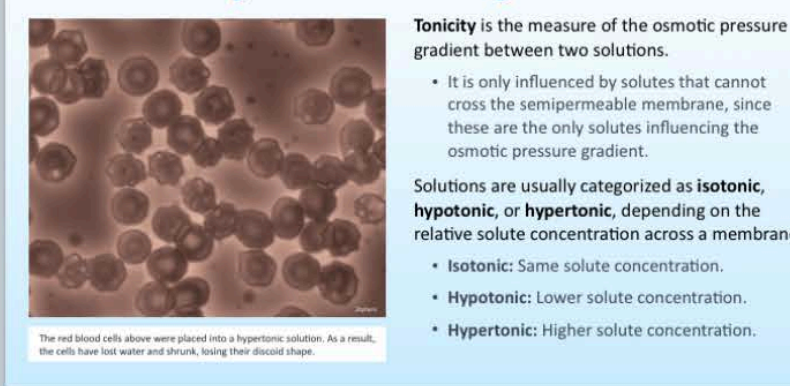 Tonicity is the measure of the osmotic pressure
gradient between two solutions.
• It is only influenced by solutes that cannot
cross the semipermeable membrane, since
these are the only solutes influencing the
osmotic pressure gradient.
Solutions are usually categorized as isotonic,
hypotonic, or hypertonic, depending on the
relative solute concentration across a membran
• Isotonic: Same solute concentration.
• Hypotonic: Lower solute concentration.
• Hypertonic: Higher solute concentration.
The red blood cells above were placed into a hypertonic solution. As a result,
the cells have lost water and shrunk, losing their discoid shape.